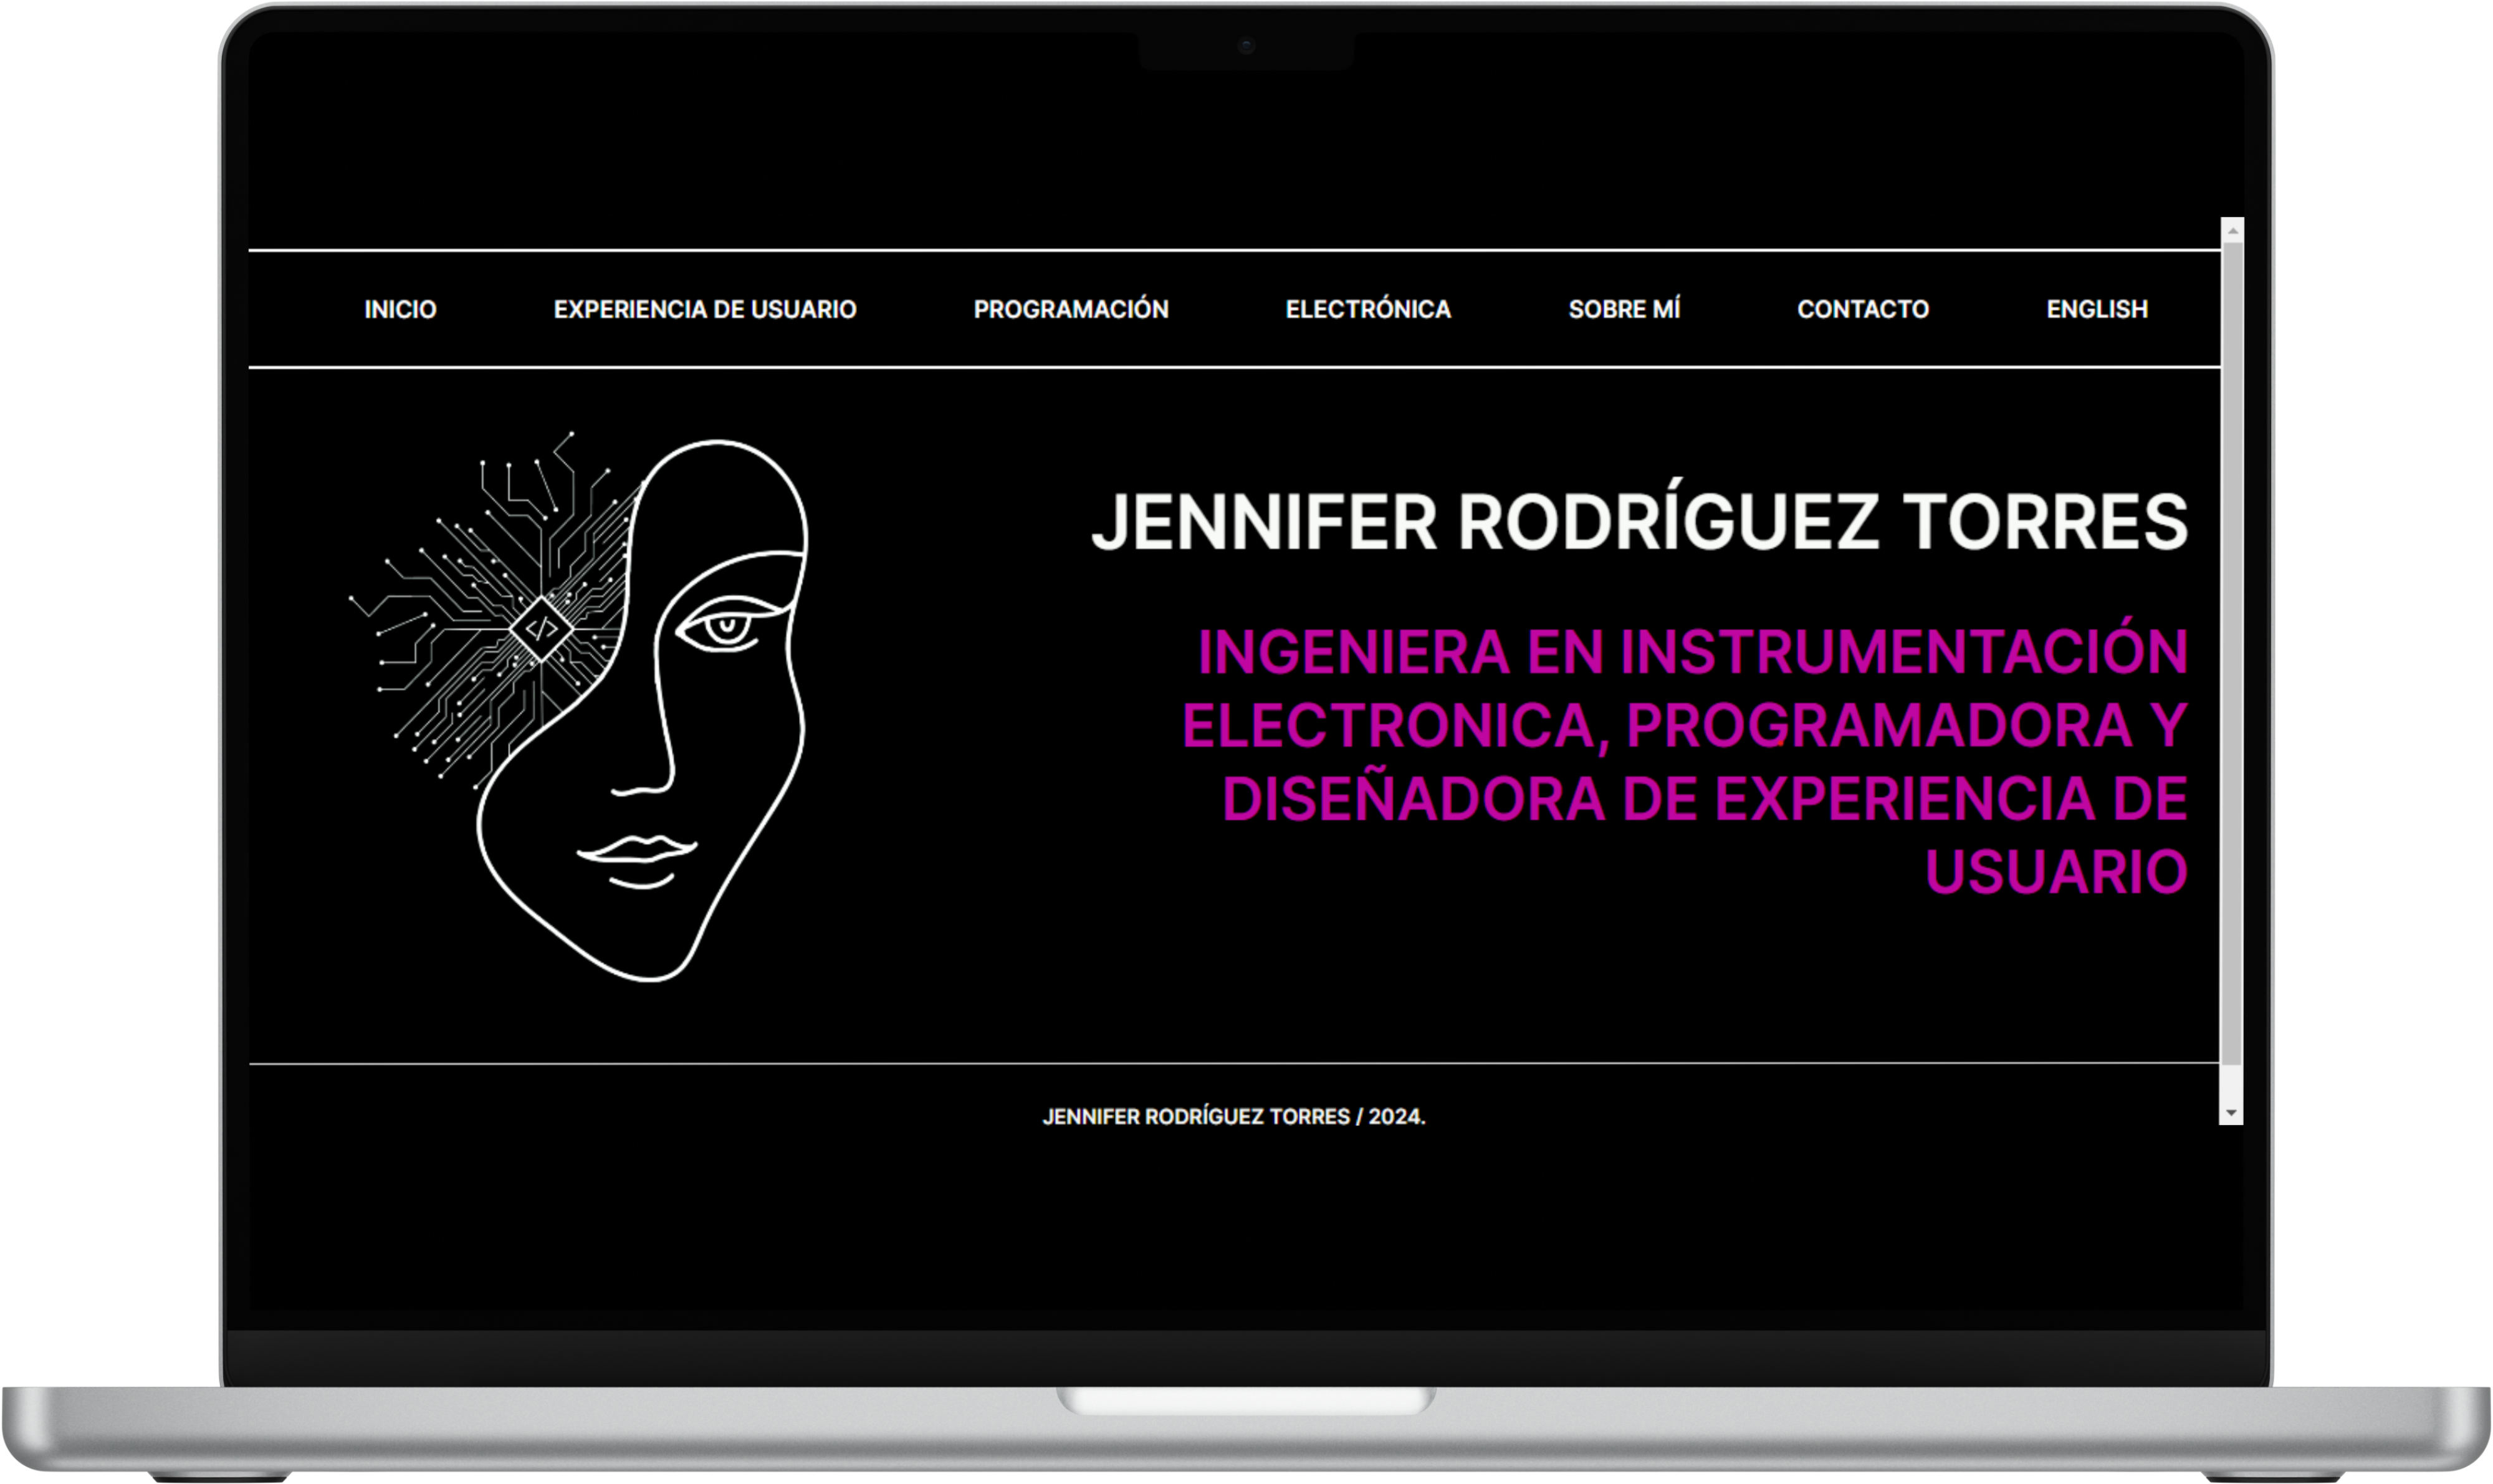 INICIO EXPERIENCIA DE USUARIO PROGRAMACIÓN ELECTRÓNICA SOBRE MÍ CONTACTO ENGLISH
</>
JENNIFER RODRÍGUEZ TORRES
INGENIERA EN INSTRUMENTACIÓN
ELECTRONICA, PROGRAMADORA Y
DISEÑADORA DE EXPERIENCIA DE
USUARIO
JENNIFER RODRÍGUEZ TORRES / 2024.